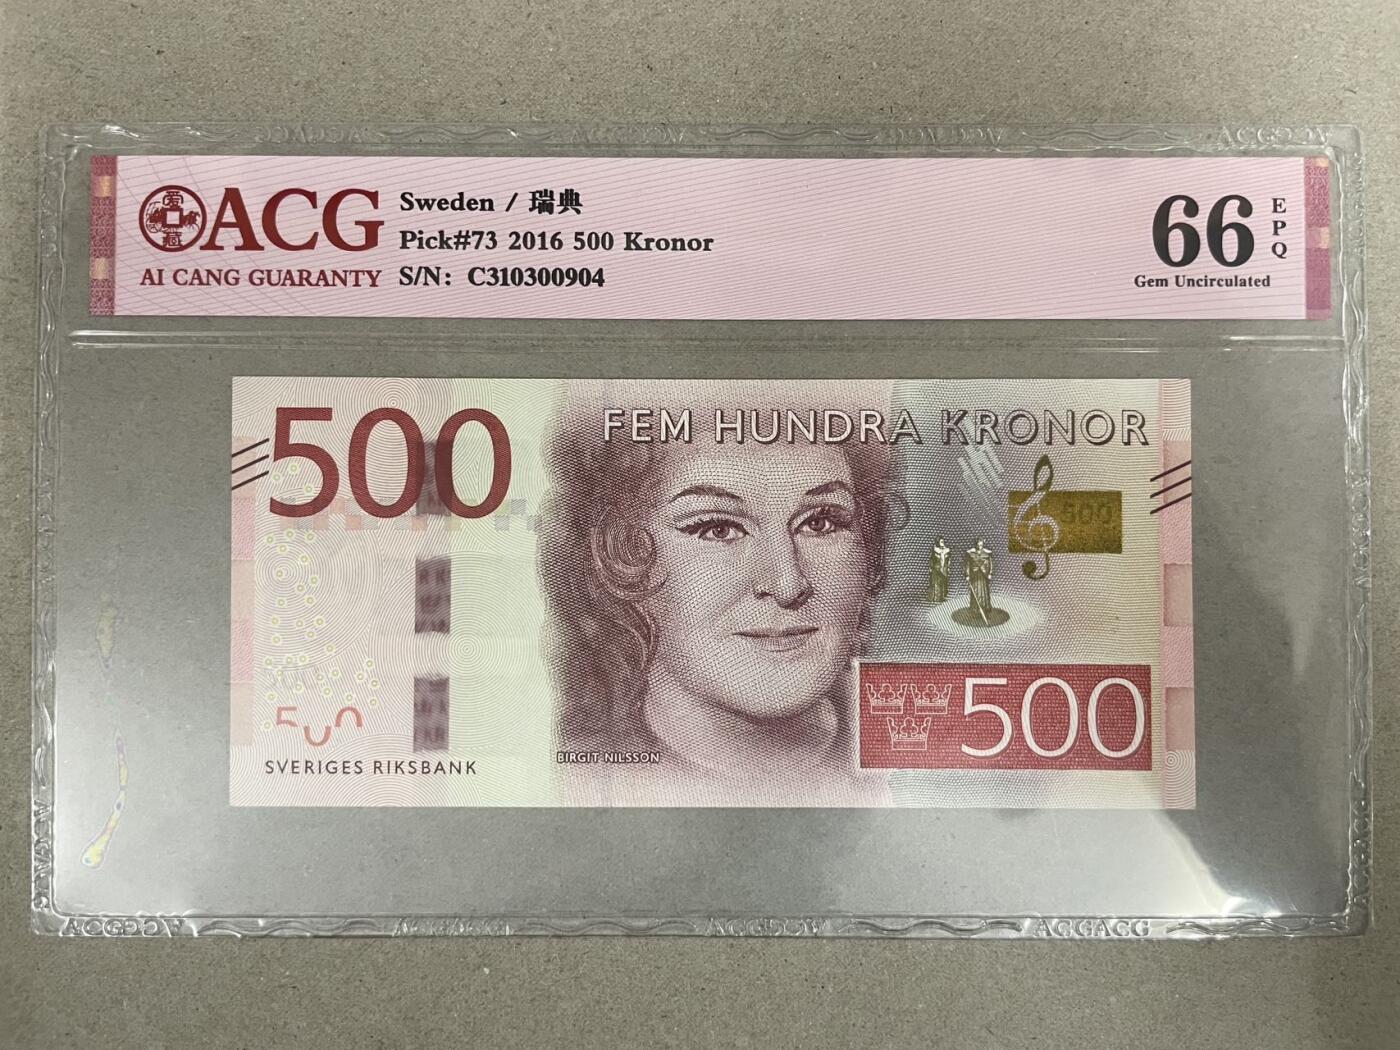 ACG
AI CANG GUARANTY
Sweden / 瑞典
Pick#73 2016 500 Kronor
S/N: C310300904
66
EPQ
Gem Uncirculated
500
FEM HUNDRA KRONOR
500
500
SVERIGES RIKSBANK
BIRGIT NILSSON
500
ACGACG